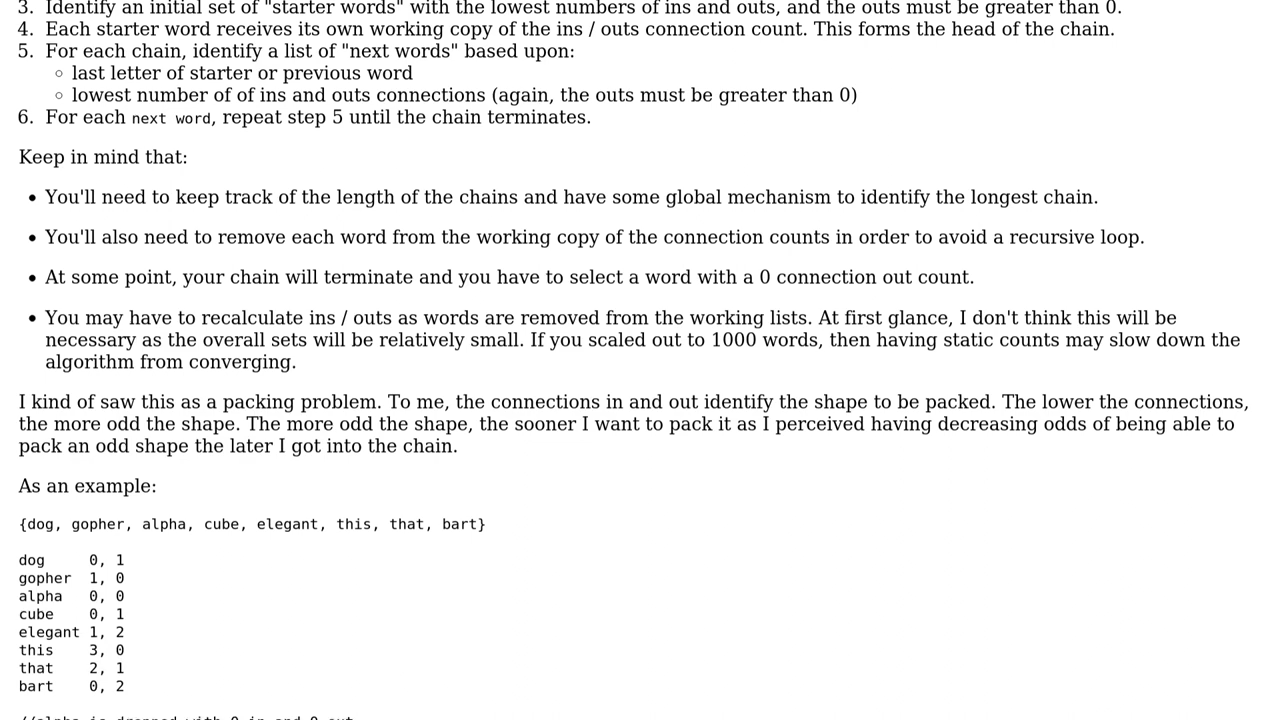 3. Identify an initial set of "starter words" with the lowest numbers of ins and outs, and the outs must be greater than 0.
4. Each starter word receives its own working copy of the ins / outs connection count. This forms the head of the chain.
5. For each chain, identify a list of "next words" based upon:
◦ last letter of starter or previous word
◦ lowest number of of ins and outs connections (again, the outs must be greater than 0)
6. For each next word, repeat step 5 until the chain terminates.
Keep in mind that:
• You'll need to keep track of the length of the chains and have some global mechanism to identify the longest chain.
• You'll also need to remove each word from the working copy of the connection counts in order to avoid a recursive loop.
• At some point, your chain will terminate and you have to select a word with a 0 connection out count.
• You may have to recalculate ins / outs as words are removed from the working lists. At first glance, I don't think this will be
necessary as the overall sets will be relatively small. If you scaled out to 1000 words, then having static counts may slow down the
algorithm from converging.
I kind of saw this as a packing problem. To me, the connections in and out identify the shape to be packed. The lower the connections,
the more odd the shape. The more odd the shape, the sooner I want to pack it as I perceived having decreasing odds of being able to
pack an odd shape the later I got into the chain.
As an example:
{dog, gopher, alpha, cube, elegant, this, that, bart}
dog     0, 1
gopher  1, 0
alpha   0, 0
cube    0, 1
elegant 1, 2
this    3, 0
that    2, 1
bart    0, 2
//alpha is dropped with 0 in and 0 out